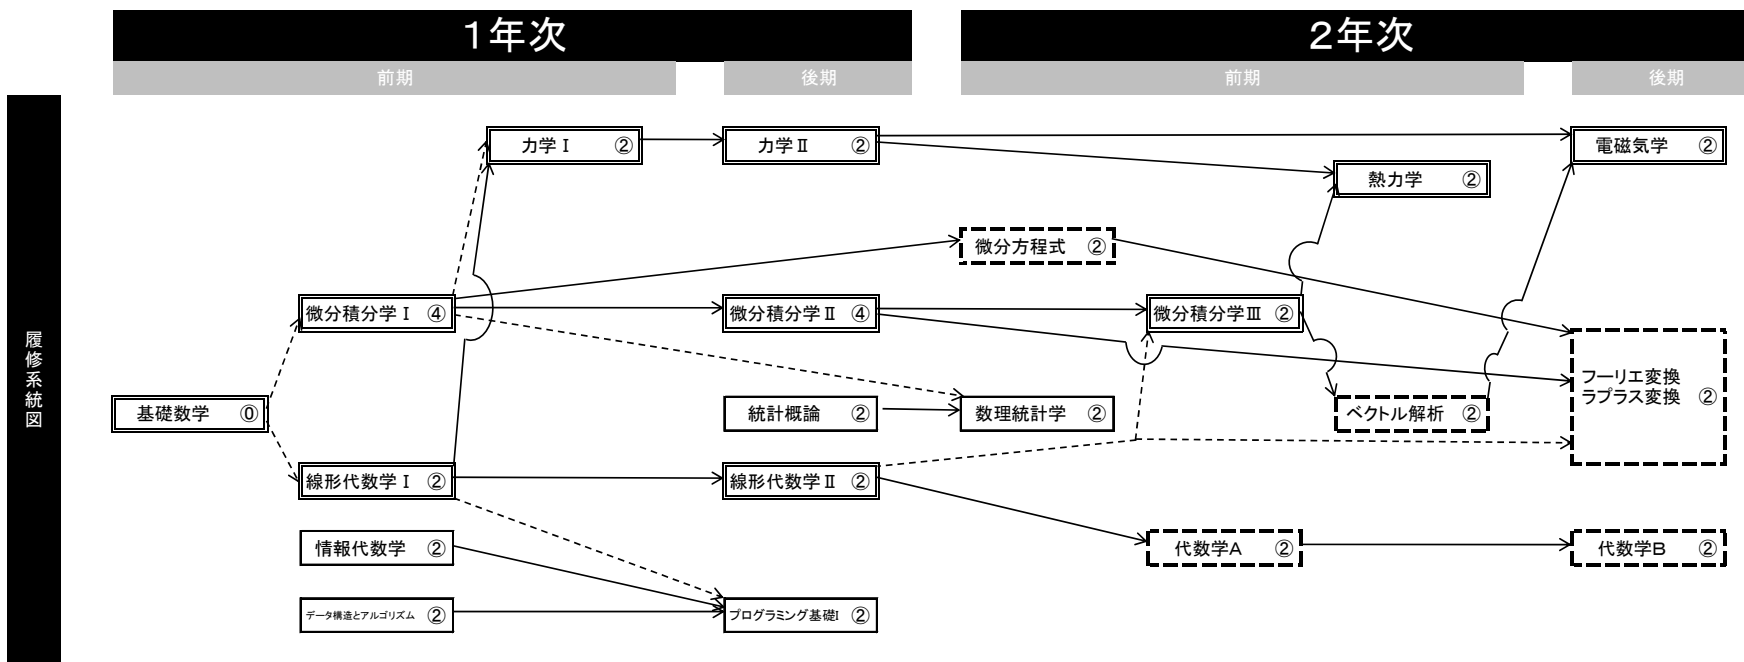 １年次
２年次
前期
後期
前期
後期
履修系統図
力学Ⅰ ②
力学Ⅱ ②
電磁気学 ②
熱力学 ②
微分方程式 ②
微分積分学Ⅰ ④
微分積分学Ⅱ ④
微分積分学Ⅲ ②
フーリエ変換
ラプラス変換 ②
基礎数学 ⓪
統計概論 ②
数理統計学 ②
ベクトル解析 ②
線形代数学Ⅰ ②
線形代数学Ⅱ ②
情報代数学 ②
代数学A ②
代数学B ②
データ構造とアルゴリズム ②
プログラミング基礎Ⅰ ②